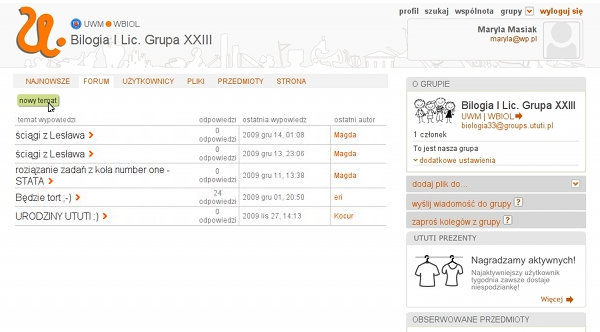 profil szukaj wspólnota grupy wyloguj się
UWM WBIOL
Bilogia I Lic. Grupa XXIII
Maryla Masiak
maryla@wp.pl
NAJNOWSZE FORUM UŻYTKOWNICY PLIKI PRZEDMIOTY STRONA
nowy temat
temat wypowiedzi odpowiedzi ostatnia wypowiedz ostatni autor
ściągi z Lesława 0 odpowiedzi 2009 gru 14, 01:08 Magda
ściągi z Lesława 0 odpowiedzi 2009 gru 13, 23:06 Magda
roziązanie zadań z koła number one - STATA 0 odpowiedzi 2009 gru 11, 13:38 Magda
Będzie tort ;-) 24 odpowiedzi 2009 gru 01, 20:50 eri
URODZINY UTUTI :) 0 odpowiedzi 2009 lis 27, 14:13 Kocur
O GRUPIE
Bilogia I Lic. Grupa XXIII
UWM | WBIOL
biologia33@groups.ututi.pl
1 członek
To jest nasza grupa
dodatkowe ustawienia
dodaj plik do...
wyślij wiadomość do grupy ?
zaproś kolegów z grupy ?
UTUTI PREZENTY
Nagradzamy aktywnych!
Najaktywniejszy użytkownik
tygodnia zawsze dostaje
niespodziankę!
Więcej
OBSERWOWANE PRZEDMIOTY